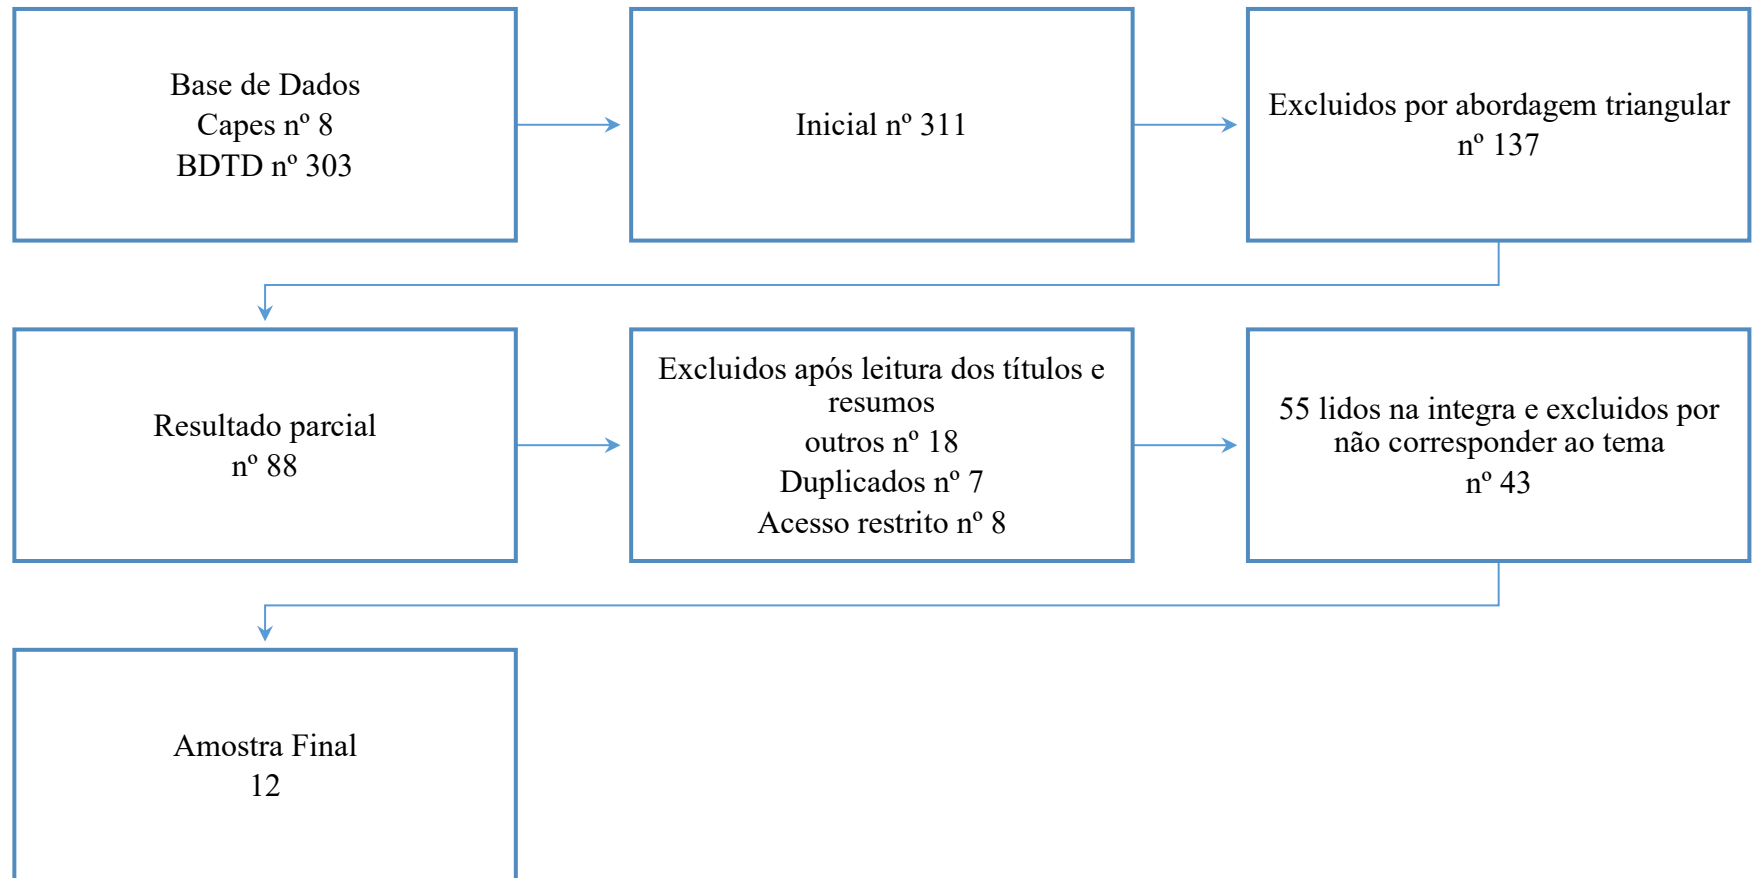 Base de Dados
Capes nº 8
BDTD nº 303
Inicial nº 311
Excluidos por abordagem triangular
nº 137
Resultado parcial
nº 88
Excluidos após leitura dos títulos e
resumos
outros nº 18
Duplicados nº 7
Acesso restrito nº 8
55 lidos na integra e excluidos por
não corresponder ao tema
nº 43
Amostra Final
12